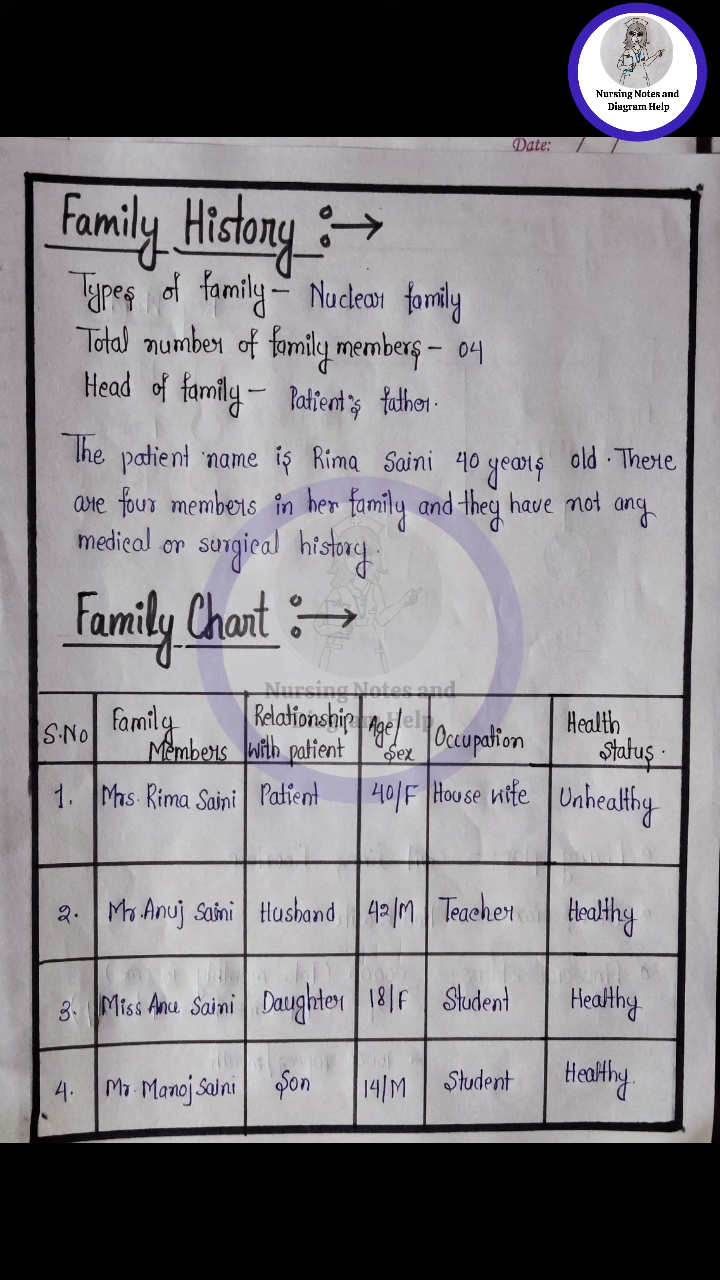 Nursing Notes and
Diagram Help
Date: / /
Family History :→
Types of family – Nuclear family
Total number of family members – 04
Head of family – Patient's father.
The patient name is Rima Saini 40 years old. There
are four members in her family and they have not any
medical or surgical history.
Family Chart :→
Nursing Notes and
Diagram Help
S.No | Family Members | Relationship with patient | Age/Sex | Occupation | Health Status.
1. | Mrs. Rima Saini | Patient | 40/F | House wife | Unhealthy
2. | Mr. Anuj Saini | Husband | 42/M | Teacher | Healthy
3. | Miss Anu Saini | Daughter | 18/F | Student | Healthy
4. | Mr. Manoj Saini | Son | 14/M | Student | Healthy.